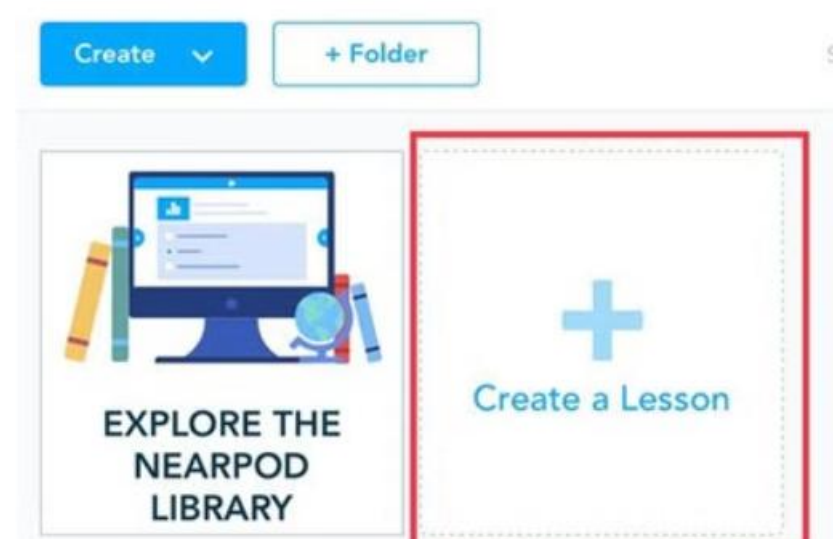 Create
+ Folder
EXPLORE THE
NEARPOD
LIBRARY
Create a Lesson